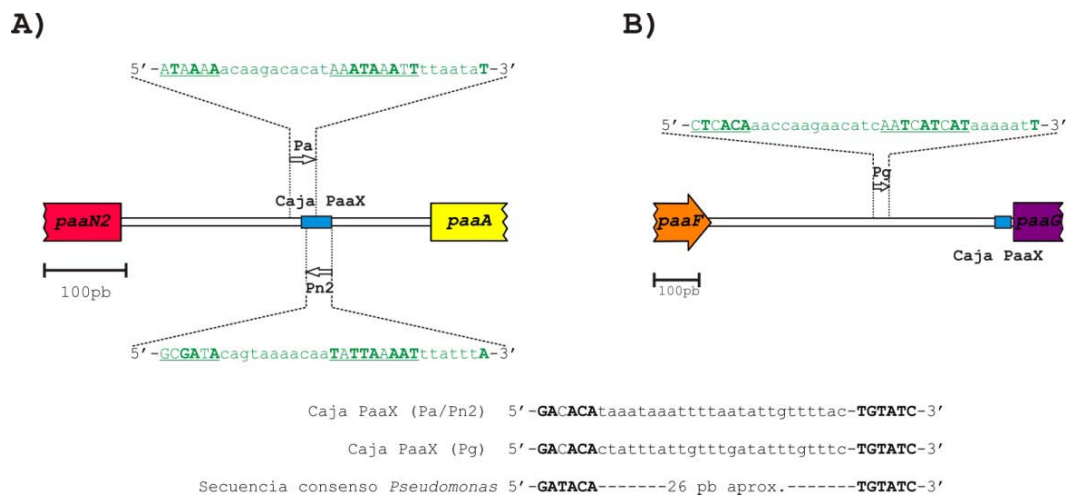 A)
B)
5’-ATAAAAacaagacacatAAATAAATTttaataT-3’
5’-CTCACAaaccaagaacatcAATCATCATaaaaatT-3’
Pa
Pg
Caja PaaX
paaN2
paaA
paaF
paaG
Caja PaaX
100pb
Pn2
100pb
5’-GCGATAcagtaaaacaaTATTAAAATttatttA-3’
Caja PaaX (Pa/Pn2) 5’-GACACAtaaataaattttaatattgttttac-TGTATC-3’
Caja PaaX (Pg) 5’-GACACActatttattgtttgatatttgtttc-TGTATC-3’
Secuencia consenso Pseudomonas 5’-GATACA-------26 pb aprox.-------TGTATC-3’